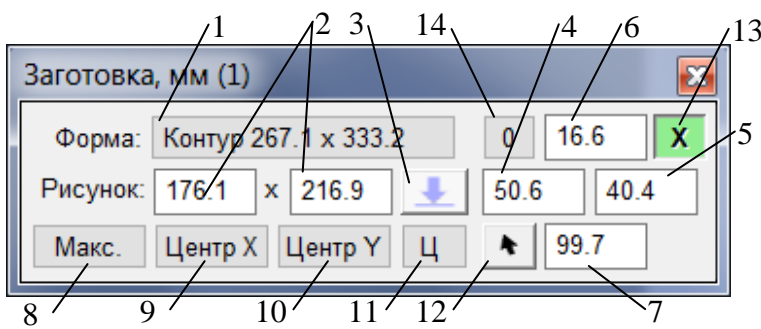 1 2 3 14 4 6 13
Заготовка, мм (1)
Форма: Контур 267.1 x 333.2 0 16.6 X
5
Рисунок: 176.1 x 216.9 50.6 40.4
Макс. Центр X Центр Y Ц 99.7
8 9 10 11 12 7